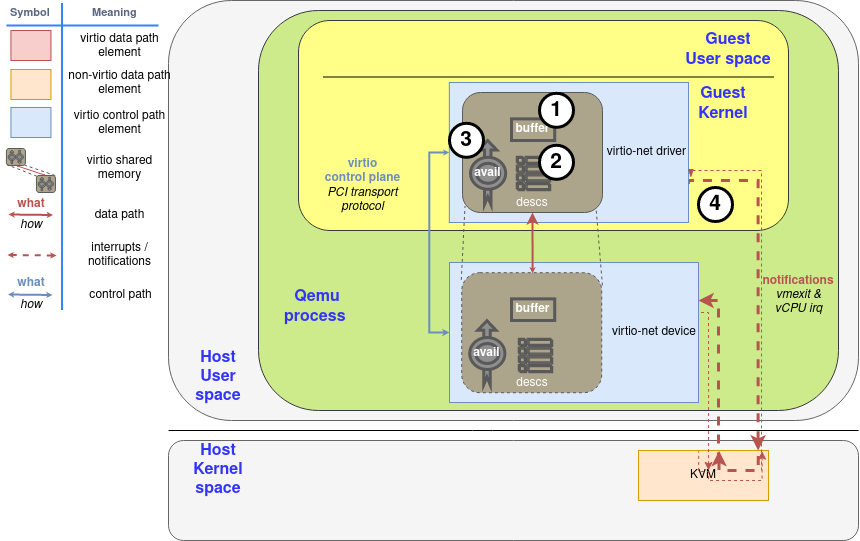 Symbol
Meaning
virtio data path
element
non-virtio data path
element
virtio control path
element
virtio shared
memory
what
how
data path
interrupts /
notifications
what
how
control path
Guest
User space
Guest
Kernel
1
buffer
3
2
avail
descs
virtio-net driver
virtio
control plane
PCI transport
protocol
4
Qemu
process
buffer
avail
descs
virtio-net device
notifications
vmexit &
vCPU irq
Host
User
space
Host
Kernel
space
KVM